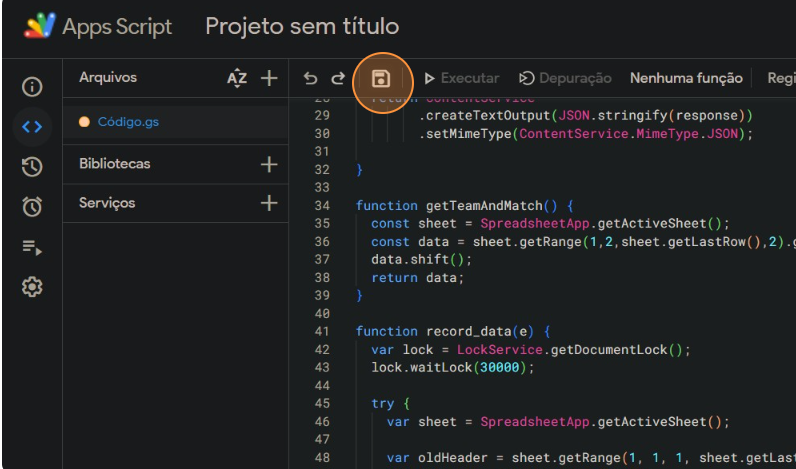 Apps Script Projeto sem título
Arquivos AZ
Executar Depuração Nenhuma função Regi
Código.gs
Bibliotecas
Serviços
28 return ContentService
29 .createTextOutput(JSON.stringify(response))
30 .setMimeType(ContentService.MimeType.JSON);
31
32 }
33
34 function getTeamAndMatch() {
35 const sheet = SpreadsheetApp.getActiveSheet();
36 const data = sheet.getRange(1,2,sheet.getLastRow(),2).g
37 data.shift();
38 return data;
39 }
40
41 function record_data(e) {
42 var lock = LockService.getDocumentLock();
43 lock.waitLock(30000);
44
45 try {
46 var sheet = SpreadsheetApp.getActiveSheet();
47
48 var oldHeader = sheet.getRange(1, 1, 1, sheet.getLast